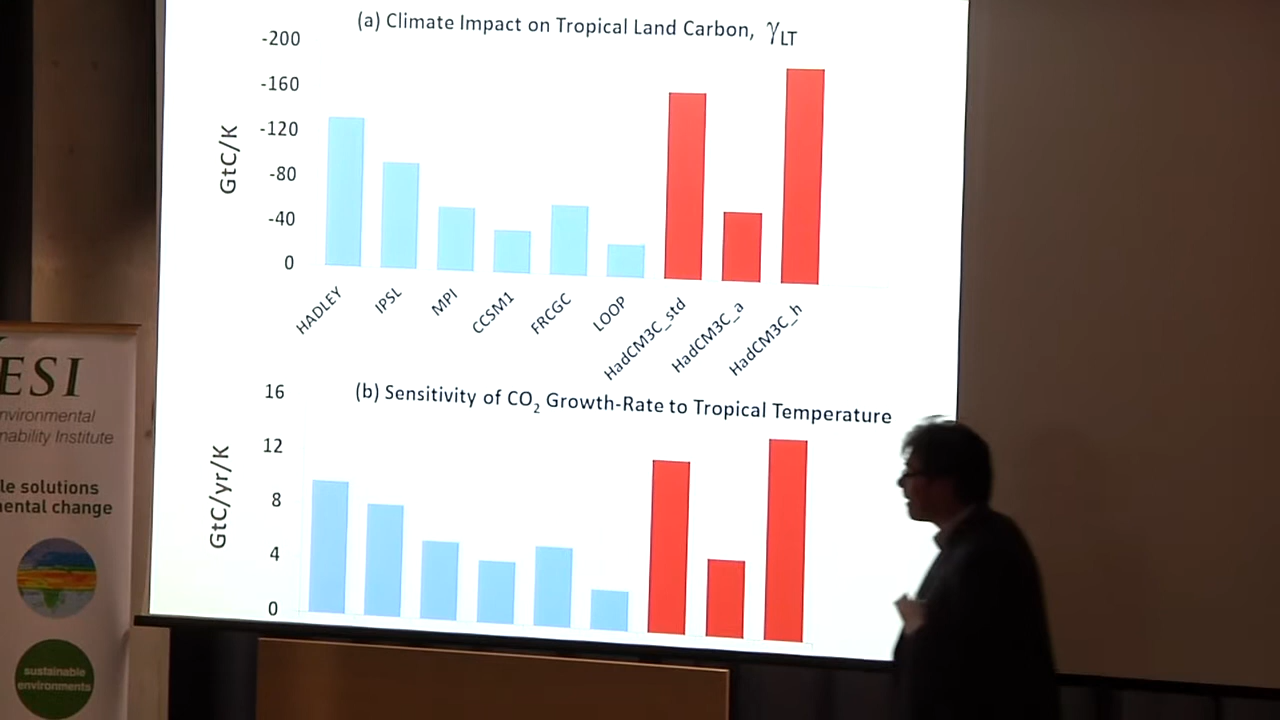 (a) Climate Impact on Tropical Land Carbon, γLT
-200
-160
-120
-80
-40
0
GtC/K
HADLEY
IPSL
MPI
CCSM1
FRCGC
LOOP
HadCM3C_std
HadCM3C_a
HadCM3C_h
(b) Sensitivity of CO2 Growth-Rate to Tropical Temperature
16
12
8
4
0
GtC/yr/K
ESI
nvironmental
nability Institute
le solutions
mental change
sustainable
environments